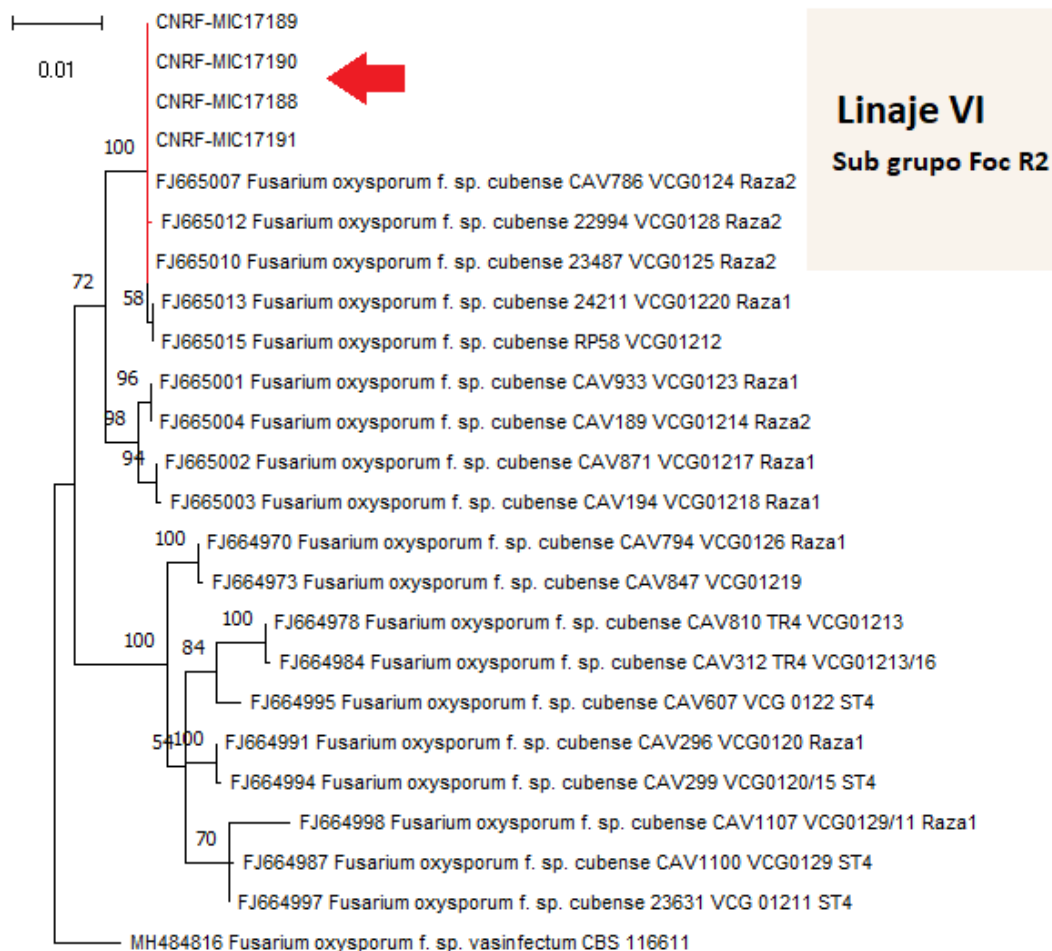 CNRF-MIC17189
0.01
CNRF-MIC17190
CNRF-MIC17188
CNRF-MIC17191
Linaje VI
Sub grupo Foc R2
100
FJ665007 Fusarium oxysporum f. sp. cubense CAV786 VCG0124 Raza2
FJ665012 Fusarium oxysporum f. sp. cubense 22994 VCG0128 Raza2
FJ665010 Fusarium oxysporum f. sp. cubense 23487 VCG0125 Raza2
72
58
FJ665013 Fusarium oxysporum f. sp. cubense 24211 VCG01220 Raza1
FJ665015 Fusarium oxysporum f. sp. cubense RP58 VCG01212
96
FJ665001 Fusarium oxysporum f. sp. cubense CAV933 VCG0123 Raza1
98
FJ665004 Fusarium oxysporum f. sp. cubense CAV189 VCG01214 Raza2
94
FJ665002 Fusarium oxysporum f. sp. cubense CAV871 VCG01217 Raza1
FJ665003 Fusarium oxysporum f. sp. cubense CAV194 VCG01218 Raza1
100
FJ664970 Fusarium oxysporum f. sp. cubense CAV794 VCG0126 Raza1
FJ664973 Fusarium oxysporum f. sp. cubense CAV847 VCG01219
100
100
FJ664978 Fusarium oxysporum f. sp. cubense CAV810 TR4 VCG01213
84
FJ664984 Fusarium oxysporum f. sp. cubense CAV312 TR4 VCG01213/16
FJ664995 Fusarium oxysporum f. sp. cubense CAV607 VCG 0122 ST4
54
100
FJ664991 Fusarium oxysporum f. sp. cubense CAV296 VCG0120 Raza1
FJ664994 Fusarium oxysporum f. sp. cubense CAV299 VCG0120/15 ST4
FJ664998 Fusarium oxysporum f. sp. cubense CAV1107 VCG0129/11 Raza1
70
FJ664987 Fusarium oxysporum f. sp. cubense CAV1100 VCG0129 ST4
FJ664997 Fusarium oxysporum f. sp. cubense 23631 VCG 01211 ST4
MH484816 Fusarium oxysporum f. sp. vasinfectum CBS 116611